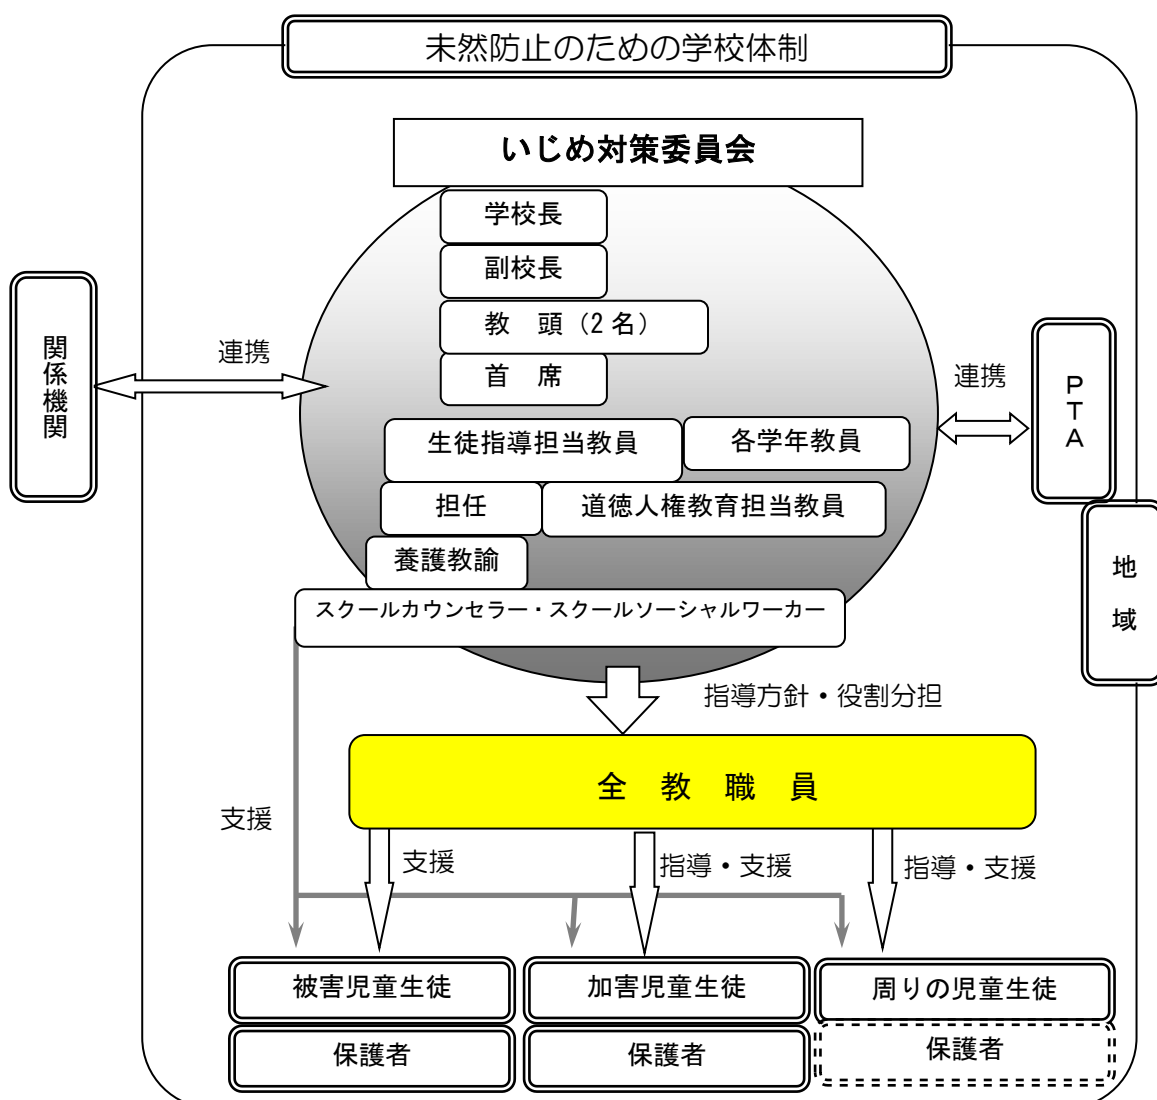 未然防止のための学校体制
いじめ対策委員会
学校長
副校長
教　頭（2名）
首　席
生徒指導担当教員
各学年教員
担任
道徳人権教育担当教員
養護教諭
スクールカウンセラー・スクールソーシャルワーカー
関係機関
連携
連携
PTA
地域
指導方針・役割分担
全　教　職　員
支援
支援
指導・支援
指導・支援
被害児童生徒
加害児童生徒
周りの児童生徒
保護者
保護者
保護者